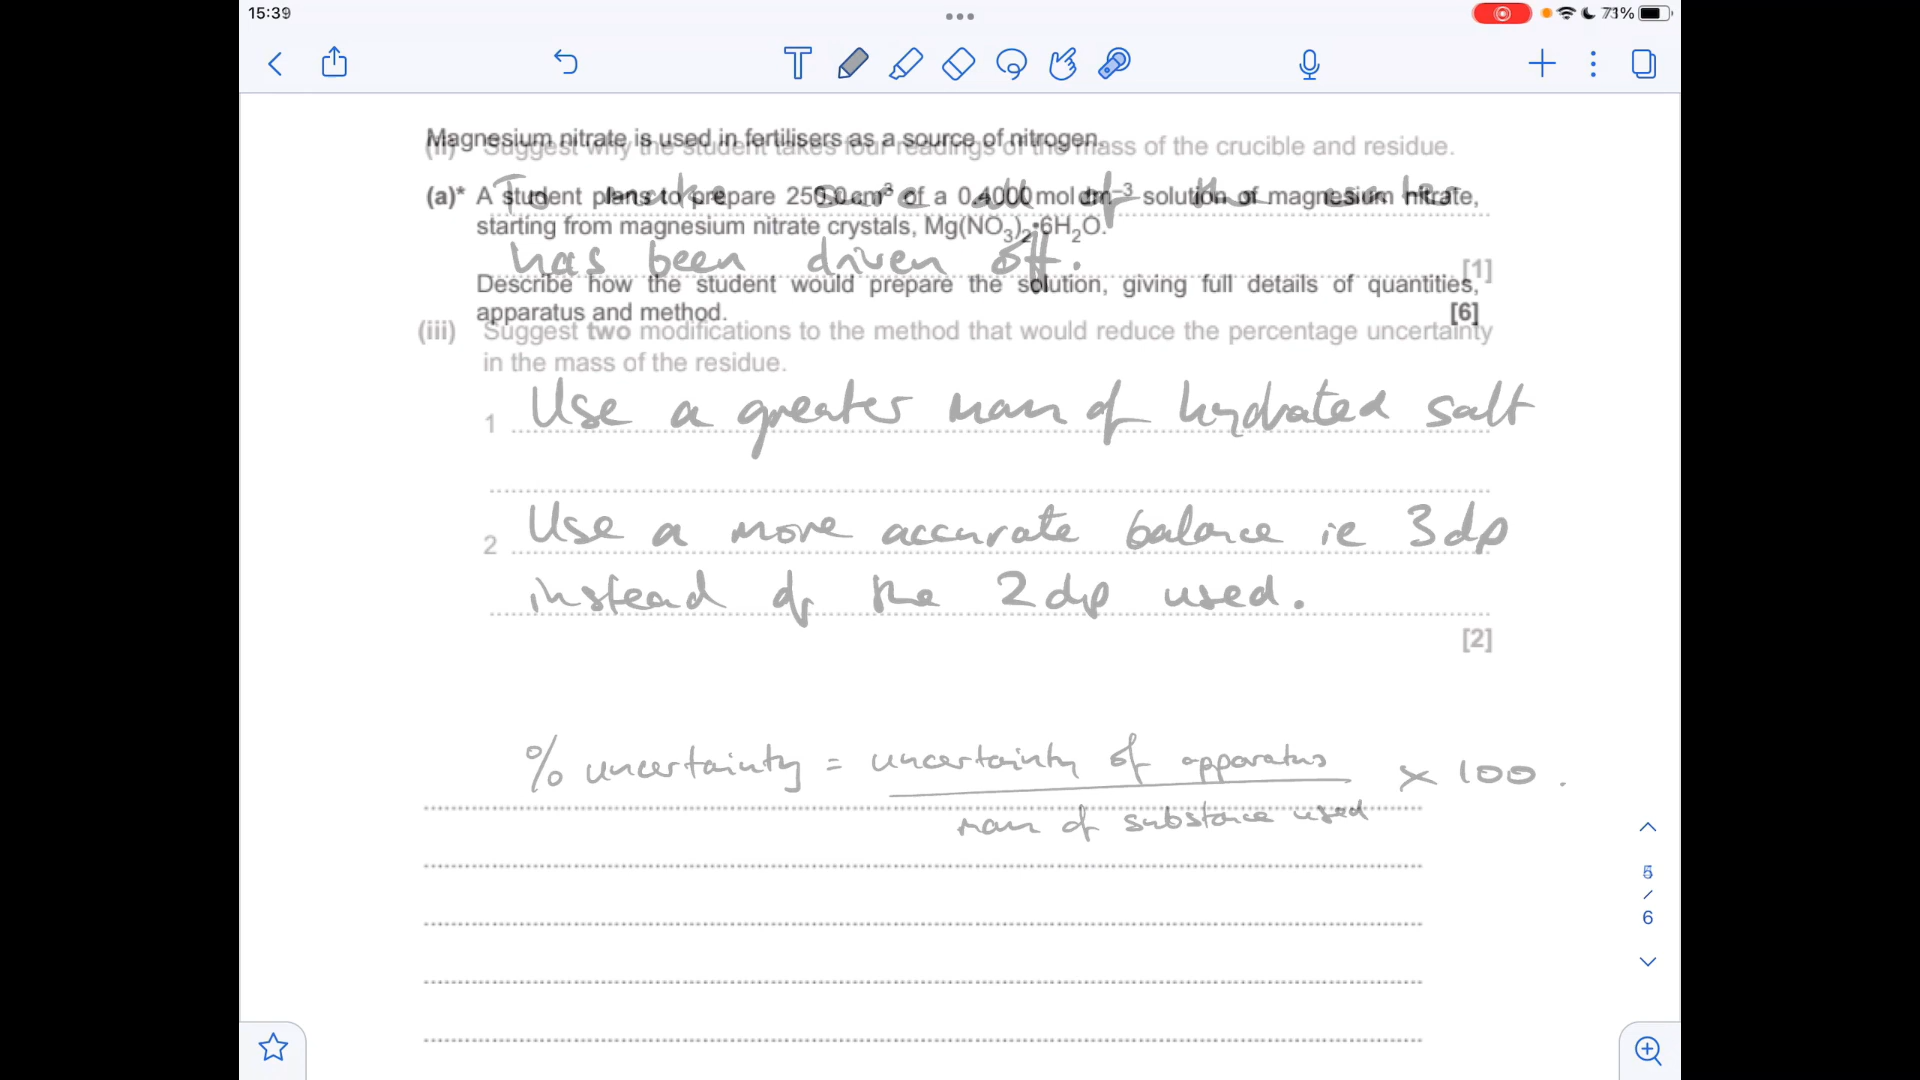 15:39
73%
Magnesium nitrate is used in fertilisers as a source of nitrogen.
(ii) Suggest why the student takes four readings of the mass of the crucible and residue.
(a)* A student plans to prepare 250.0 cm³ of a 0.4000 mol dm⁻³ solution of magnesium nitrate,
To make sure all of the water
starting from magnesium nitrate crystals, Mg(NO₃)₂•6H₂O.
has been driven off.
[1]
Describe how the student would prepare the solution, giving full details of quantities,
apparatus and method. [6]
(iii) Suggest two modifications to the method that would reduce the percentage uncertainty
in the mass of the residue.
1 Use a greater mass of hydrated salt
2 Use a more accurate balance ie 3dp
instead of the 2dp used.
[2]
% uncertainty = uncertainty of apparatus × 100.
mass of substance used
5
/
6